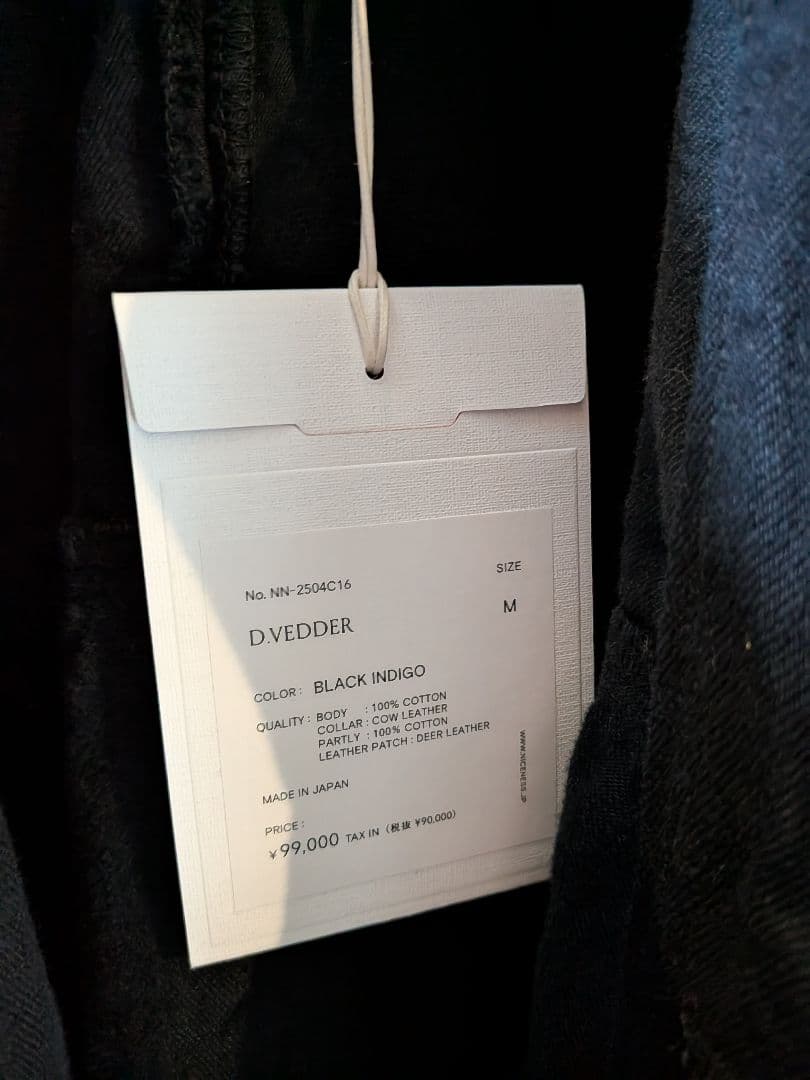 No. NN-2504C16
SIZE
D.VEDDER
M
COLOR : BLACK INDIGO
QUALITY : BODY : 100% COTTON
COLLAR : COW LEATHER
PARTLY : 100% COTTON
LEATHER PATCH : DEER LEATHER
MADE IN JAPAN
WWW.NICENESS.JP
PRICE :
¥99,000 TAX IN (税抜 ¥90,000)